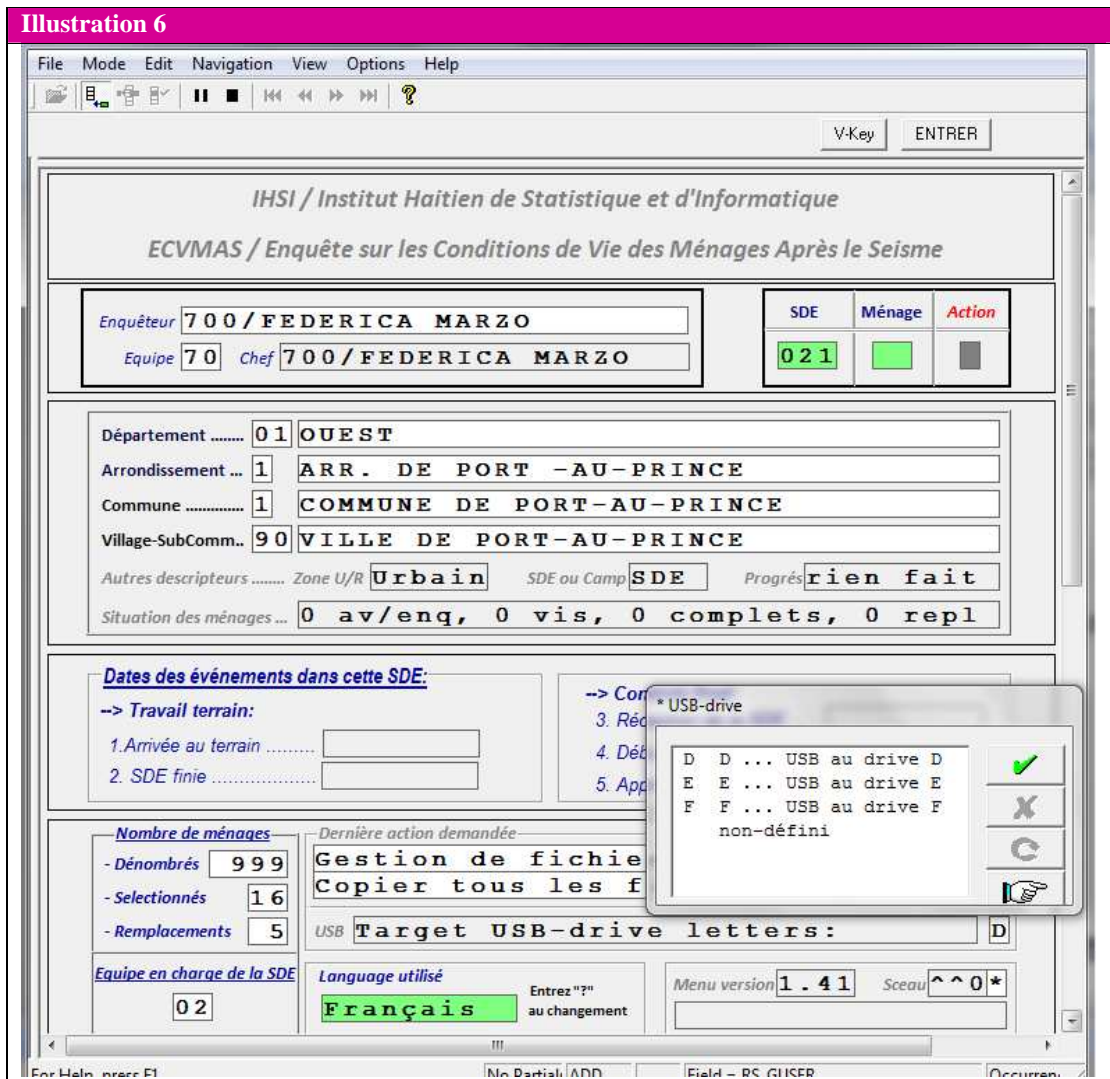 Illustration 6
File Mode Edit Navigation View Options Help
V-Key ENTRER
IHSI / Institut Haitien de Statistique et d'Informatique
ECVMAS / Enquête sur les Conditions de Vie des Ménages Après le Seisme
Enquêteur 700/FEDERICA MARZO
Equipe 70 Chef 700/FEDERICA MARZO
SDE Ménage Action
021
Département ........ 01 OUEST
Arrondissement ... 1 ARR. DE PORT -AU-PRINCE
Commune .............. 1 COMMUNE DE PORT-AU-PRINCE
Village-SubComm.. 90 VILLE DE PORT-AU-PRINCE
Autres descripteurs ........ Zone U/R Urbain SDE ou Camp SDE Progrés rien fait
Situation des ménages ... 0 av/enq, 0 vis, 0 complets, 0 repl
Dates des événements dans cette SDE:
--> Travail terrain:
1.Arrivée au terrain .........
2. SDE finie ...................
-->
3.
4.
5.
* USB-drive
D D ... USB au drive D
E E ... USB au drive E
F F ... USB au drive F
non-défini
Nombre de ménages
- Dénombrés 999
- Selectionnés 16
- Remplacements 5
Dernière action demandée
Gestion de fichie
Copier tous les f
USB Target USB-drive letters: D
Equipe en charge de la SDE
02
Language utilisé
Français
Entrez "?"
au changement
Menu version 1.41 Sceau ^^0*
For Help, press F1 No Partials ADD Field = RS_GUSER Occurren